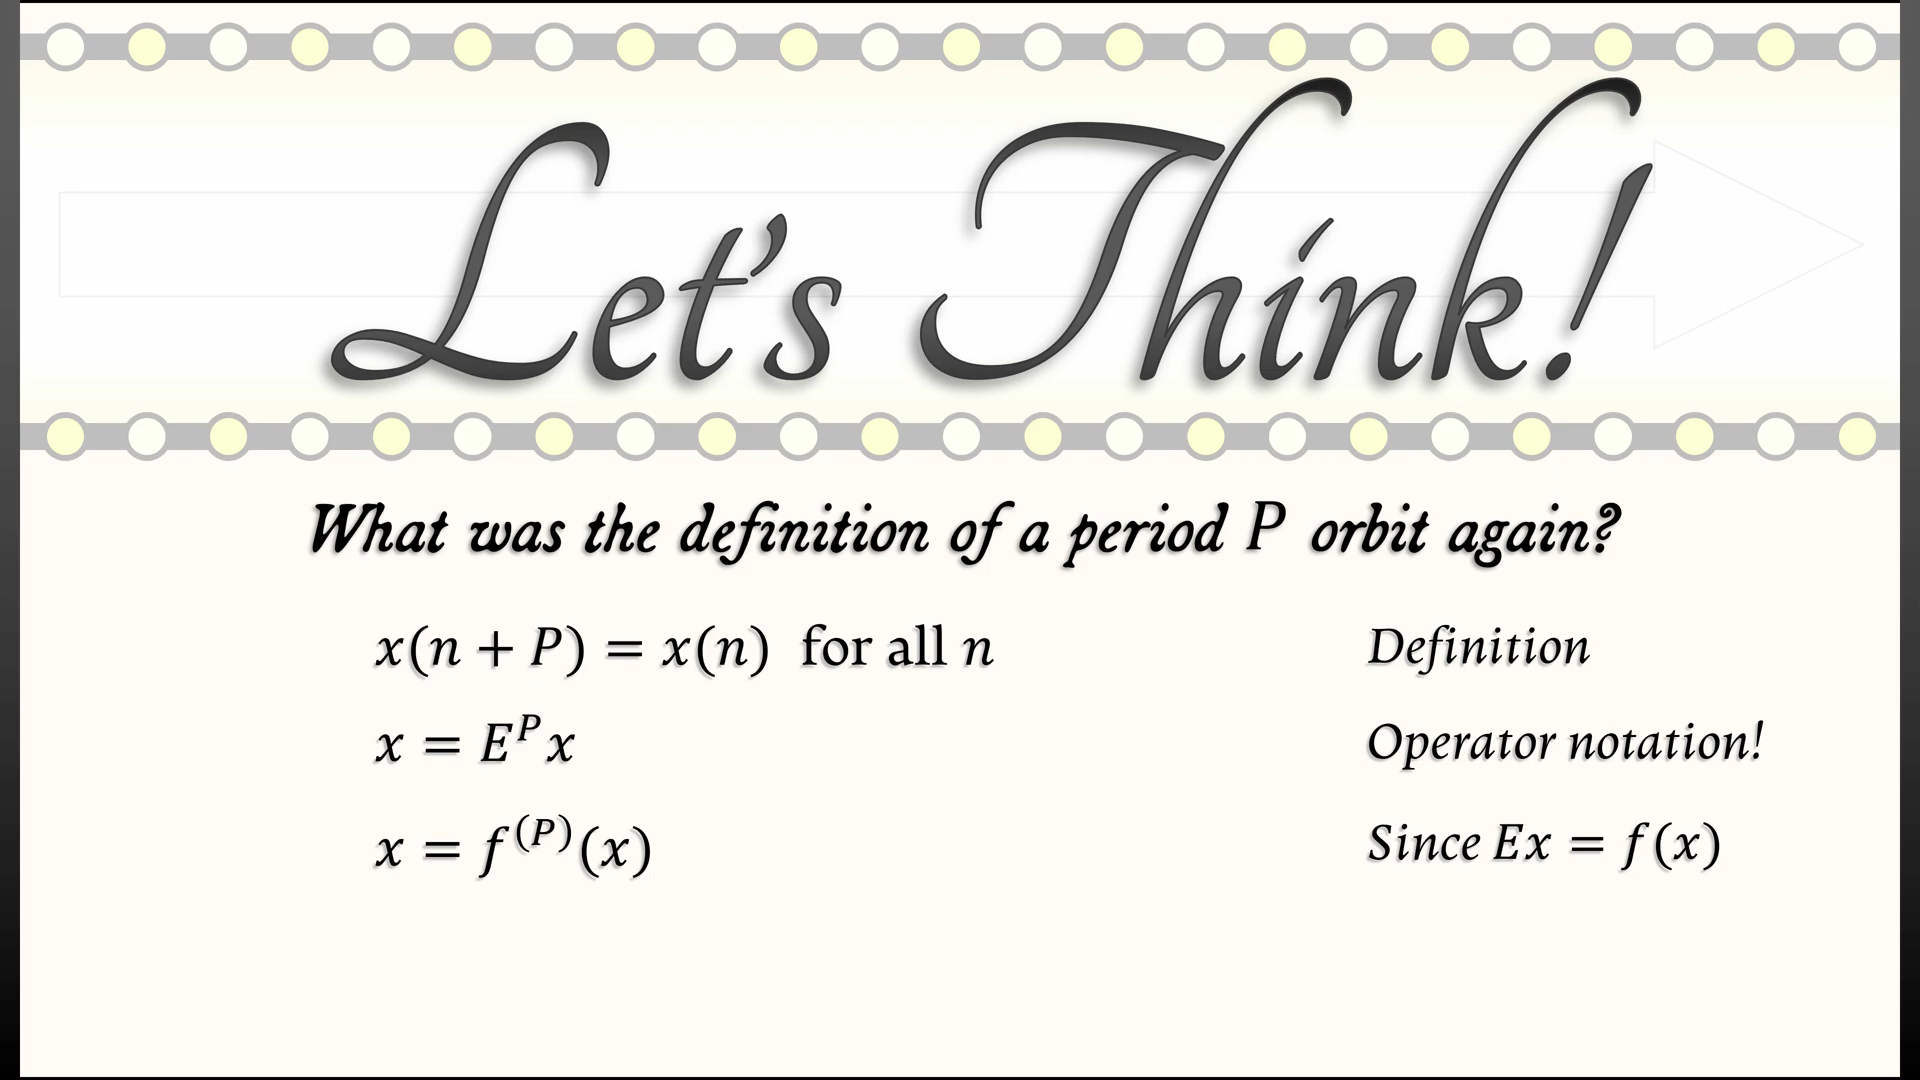 Let's Think!
What was the definition of a period P orbit again?
x(n + P) = x(n) for all n Definition
x = E^P x Operator notation!
x = f^(P)(x) Since Ex = f(x)